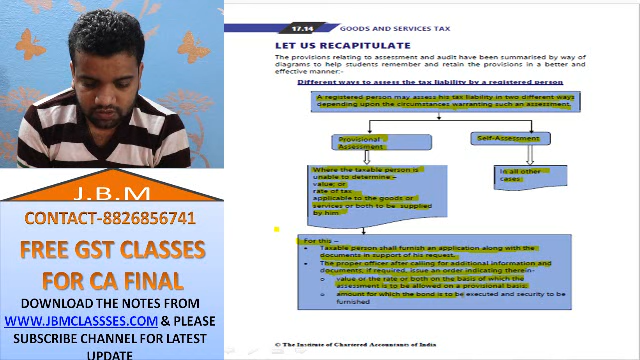 17.14 GOODS AND SERVICES TAX
LET US RECAPITULATE
The provisions relating to assessment and audit have been summarised by way of
diagrams to help students remember and retain the provisions in a better and
effective manner:-
Different ways to assess the tax liability by a registered person
A registered person may assess his tax liability in two different ways
depending upon the circumstances warranting such an assessment.
Provisional
Assessment
Self-Assessment
Where the taxable person is
unable to determine –
value; or
rate of tax
applicable to the goods or
services or both to be supplied
by him.
In all other
cases
For this –
• Taxable person shall furnish an application along with the
documents in support of his request.
• The proper officer after calling for additional information and
documents, if required, issue an order indicating therein-
o value or the rate or both on the basis of which the
assessment is to be allowed on a provisional basis;
o amount for which the bond is to be executed and security to be
furnished
© The Institute of Chartered Accountants of India
J.B.M
CONTACT-8826856741
FREE GST CLASSES
FOR CA FINAL
DOWNLOAD THE NOTES FROM
WWW.JBMCLASSSES.COM & PLEASE
SUBSCRIBE CHANNEL FOR LATEST
UPDATE